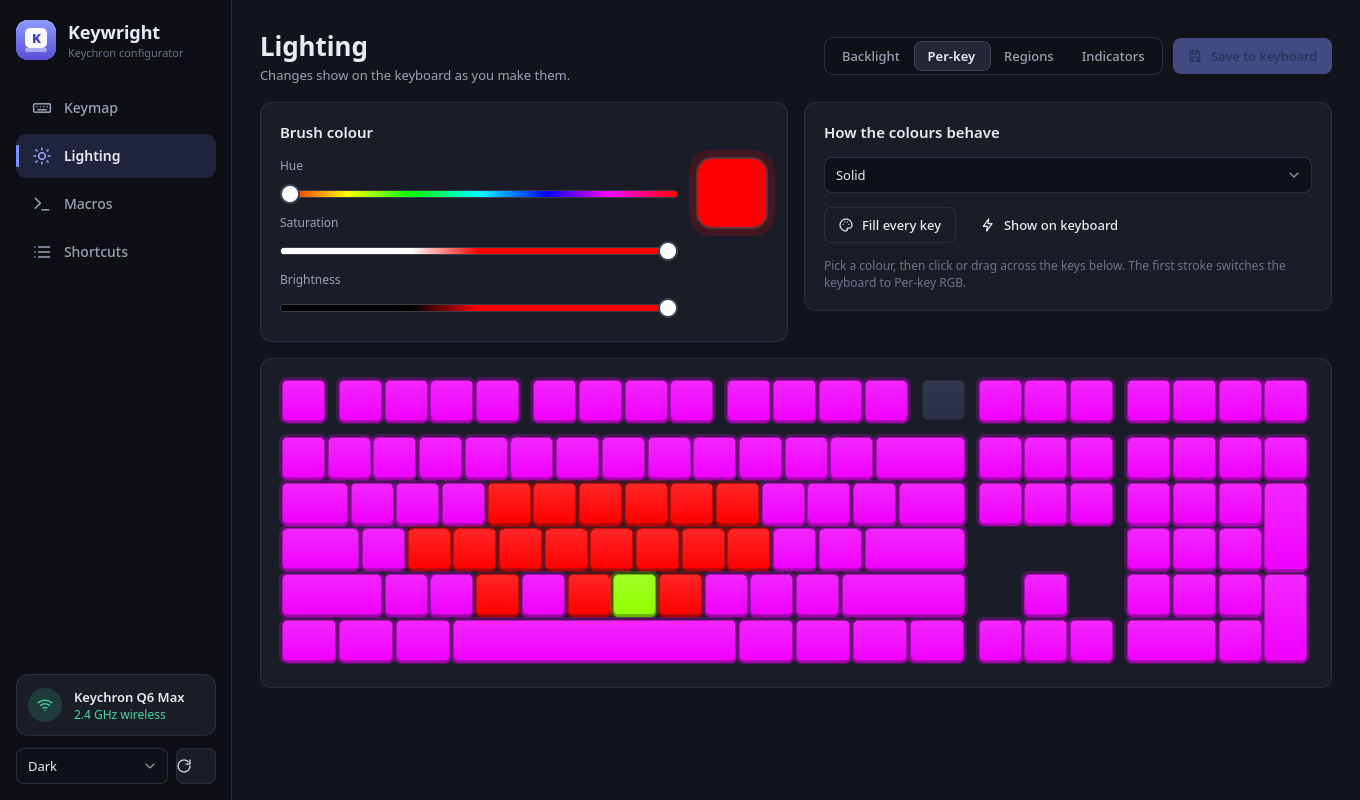 K
Keywright
Keychron configurator
Keymap
Lighting
Macros
Shortcuts
Keychron Q6 Max
2.4 GHz wireless
Dark
Lighting
Changes show on the keyboard as you make them.
Backlight
Per-key
Regions
Indicators
Save to keyboard
Brush colour
Hue
Saturation
Brightness
How the colours behave
Solid
Fill every key
Show on keyboard
Pick a colour, then click or drag across the keys below. The first stroke switches the
keyboard to Per-key RGB.